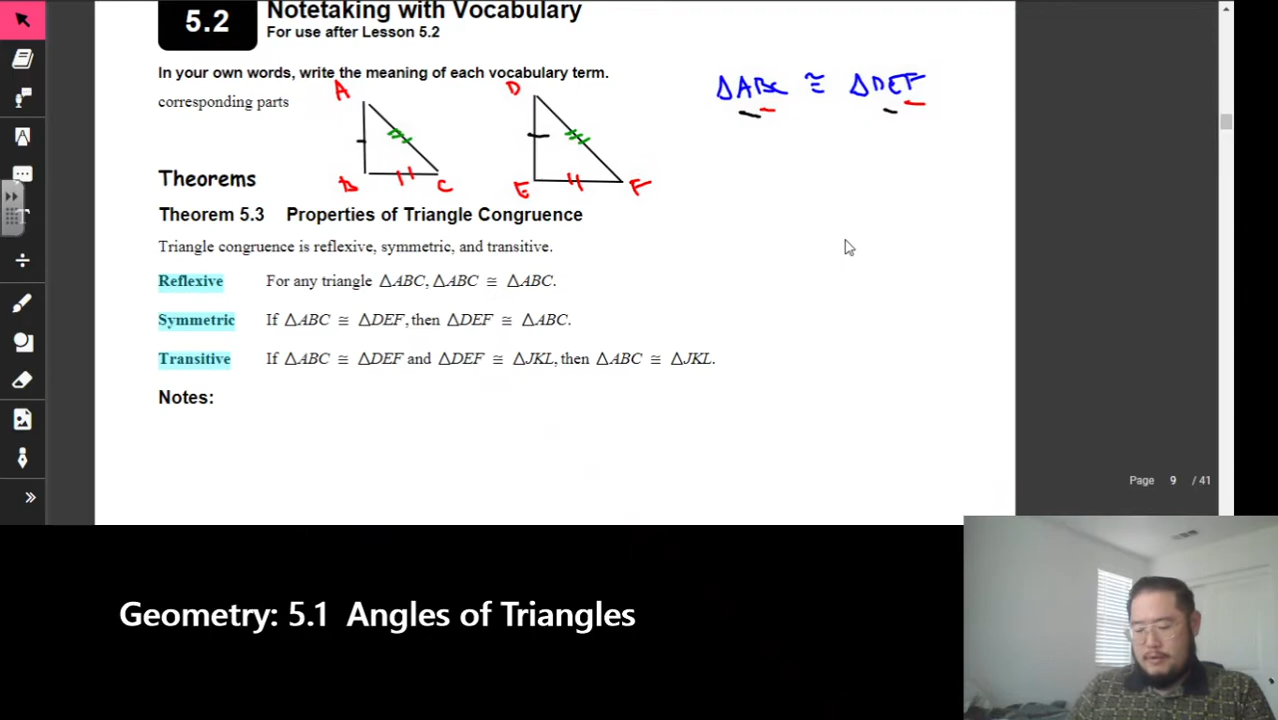 5.2
Notetaking with Vocabulary
For use after Lesson 5.2
In your own words, write the meaning of each vocabulary term.
△ABC ≅ △DEF
corresponding parts
A
D
B
C
E
F
Theorems
Theorem 5.3 Properties of Triangle Congruence
Triangle congruence is reflexive, symmetric, and transitive.
Reflexive For any triangle △ABC, △ABC ≅ △ABC.
Symmetric If △ABC ≅ △DEF, then △DEF ≅ △ABC.
Transitive If △ABC ≅ △DEF and △DEF ≅ △JKL, then △ABC ≅ △JKL.
Notes:
Page 9 / 41
Geometry: 5.1 Angles of Triangles